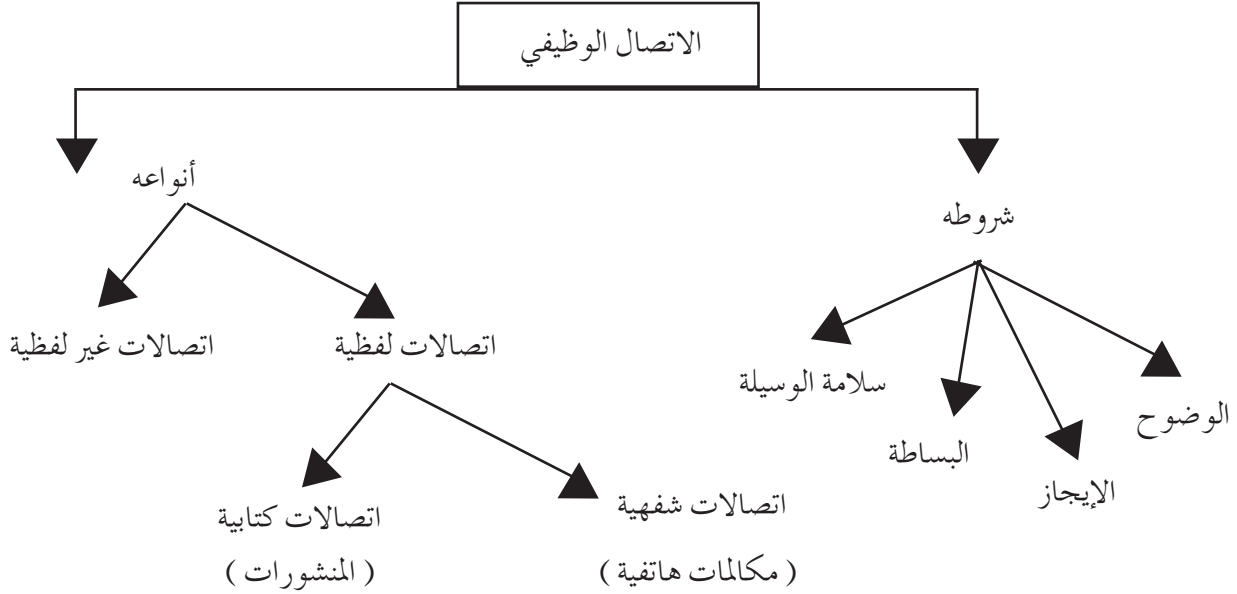 الاتصال الوظيفي
شروطه
الوضوح
الإيجاز
البساطة
سلامة الوسيلة
أنواعه
اتصالات لفظية
اتصالات غير لفظية
اتصالات شفهية
( مكالمات هاتفية )
اتصالات كتابية
( المنشورات )